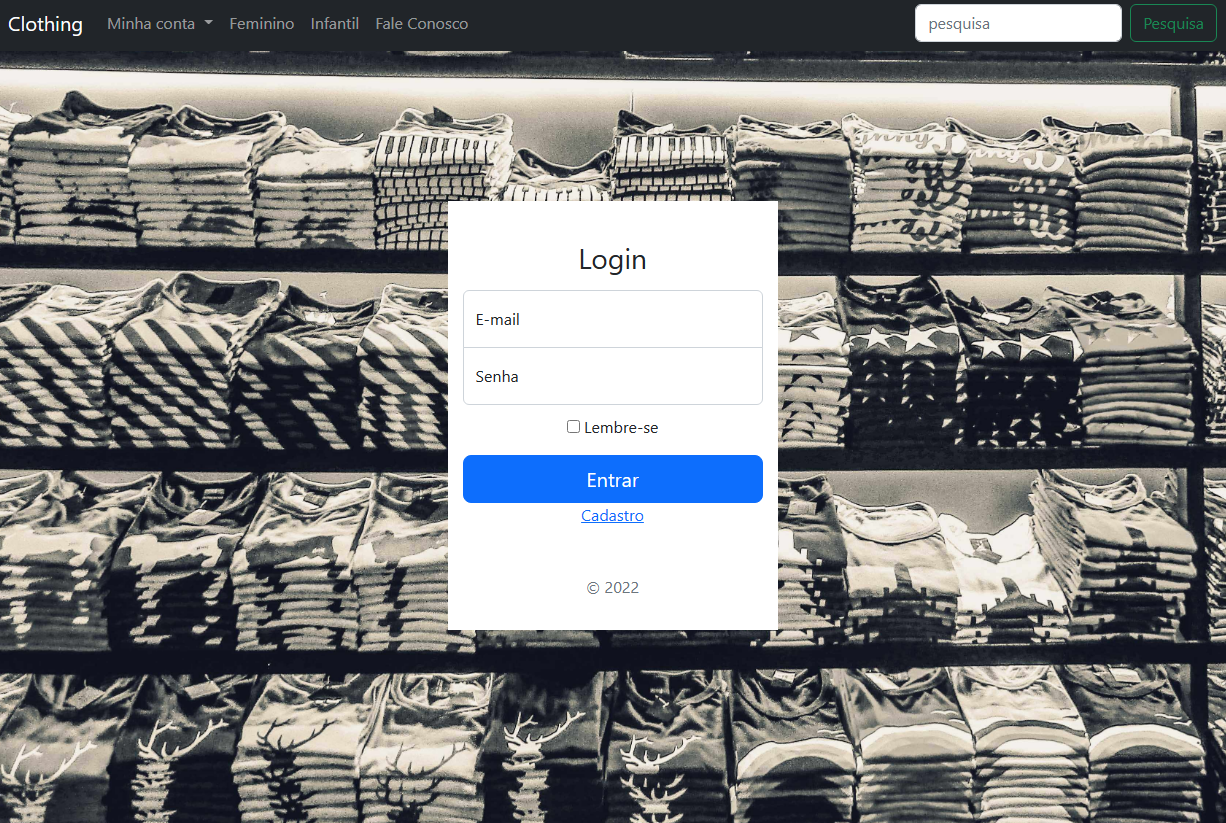 Clothing Minha conta Feminino Infantil Fale Conosco pesquisa Pesquisa
Login
E-mail
Senha
Lembre-se
Entrar
Cadastro
© 2022